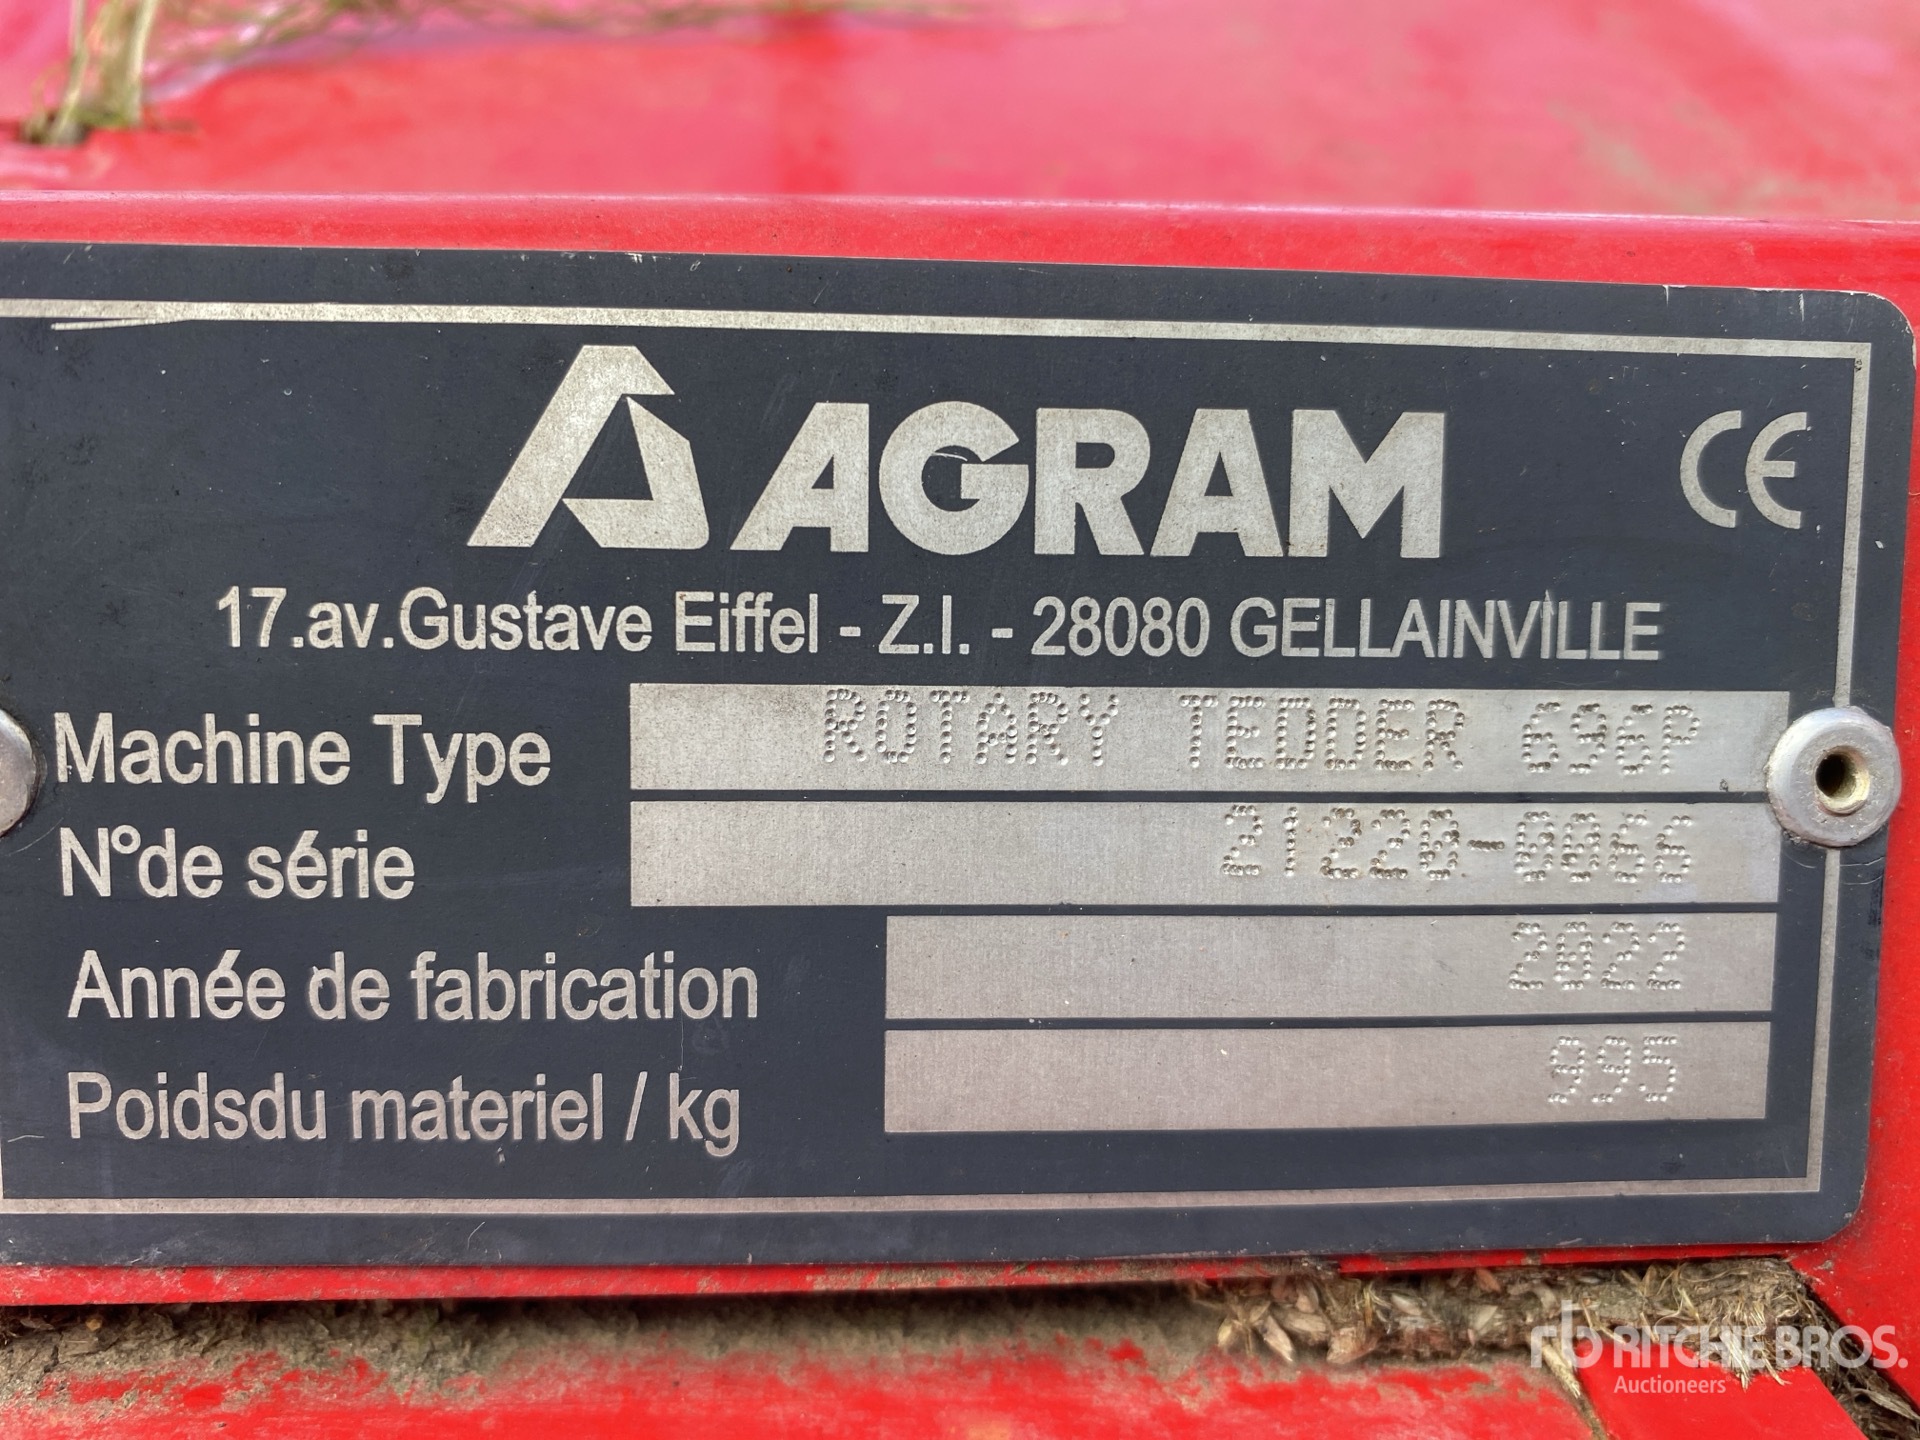 AGRAM
CE
17.av.Gustave Eiffel - Z.I. - 28080 GELLAINVILLE
Machine Type ROTARY TEDDER 696P
N°de série 21220-0066
Année de fabrication 2022
Poidsdu materiel / kg 995
rb RITCHIE BROS.
Auctioneers